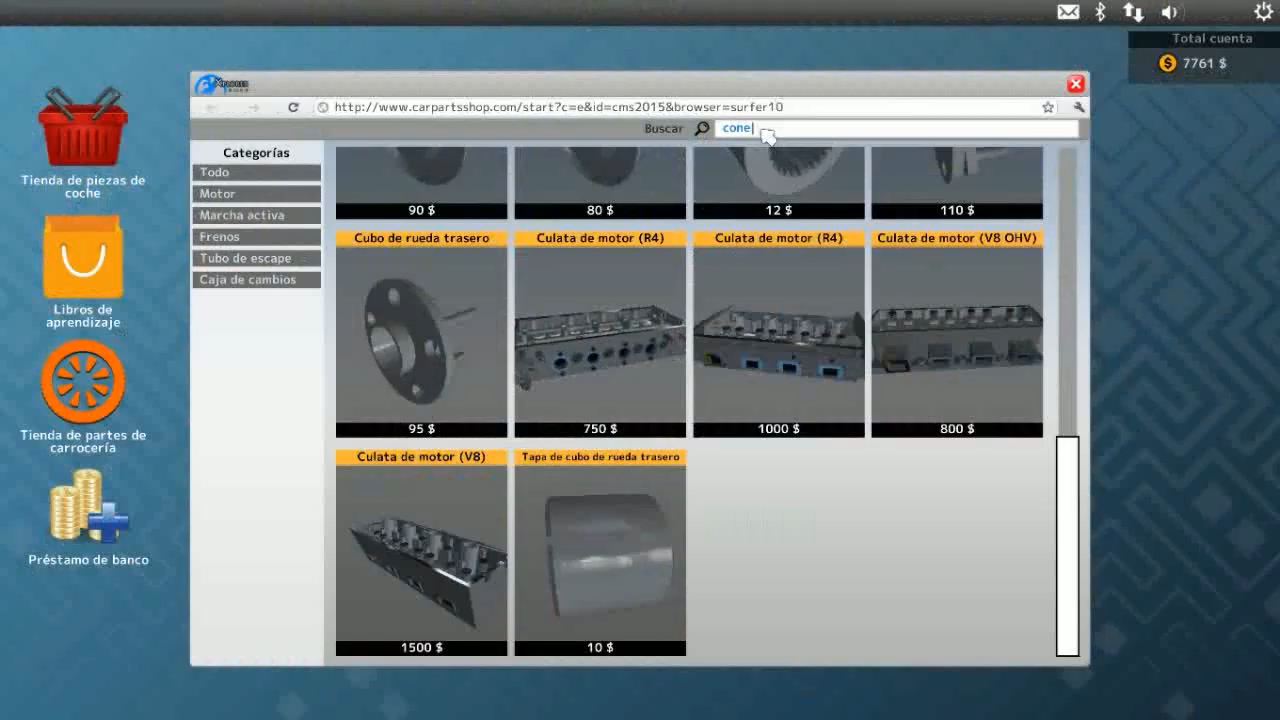 Total cuenta
$ 7761 $
http://www.carpartsshop.com/start?c=e&id=cms2015&browser=surfer10
Buscar
cone
Tienda de piezas de
coche
Libros de
aprendizaje
Tienda de partes de
carrocería
Préstamo de banco
Categorías
Todo
Motor
Marcha activa
Frenos
Tubo de escape
Caja de cambios
90 $
80 $
12 $
110 $
Cubo de rueda trasero
Culata de motor (R4)
Culata de motor (R4)
Culata de motor (V8 OHV)
95 $
750 $
1000 $
800 $
Culata de motor (V8)
Tapa de cubo de rueda trasero
1500 $
10 $